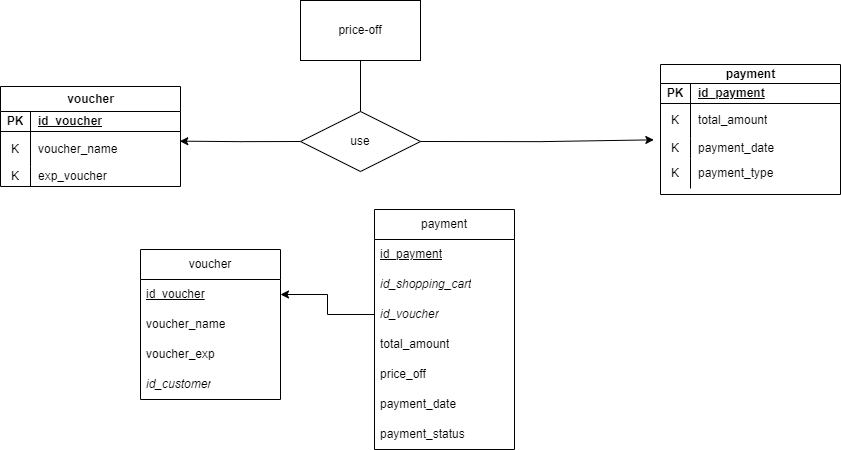 price-off
use
voucher
PK id_voucher
K voucher_name
K exp_voucher
payment
PK id_payment
K total_amount
K payment_date
K payment_type
voucher
id_voucher
voucher_name
voucher_exp
id_customer
payment
id_payment
id_shopping_cart
id_voucher
total_amount
price_off
payment_date
payment_status